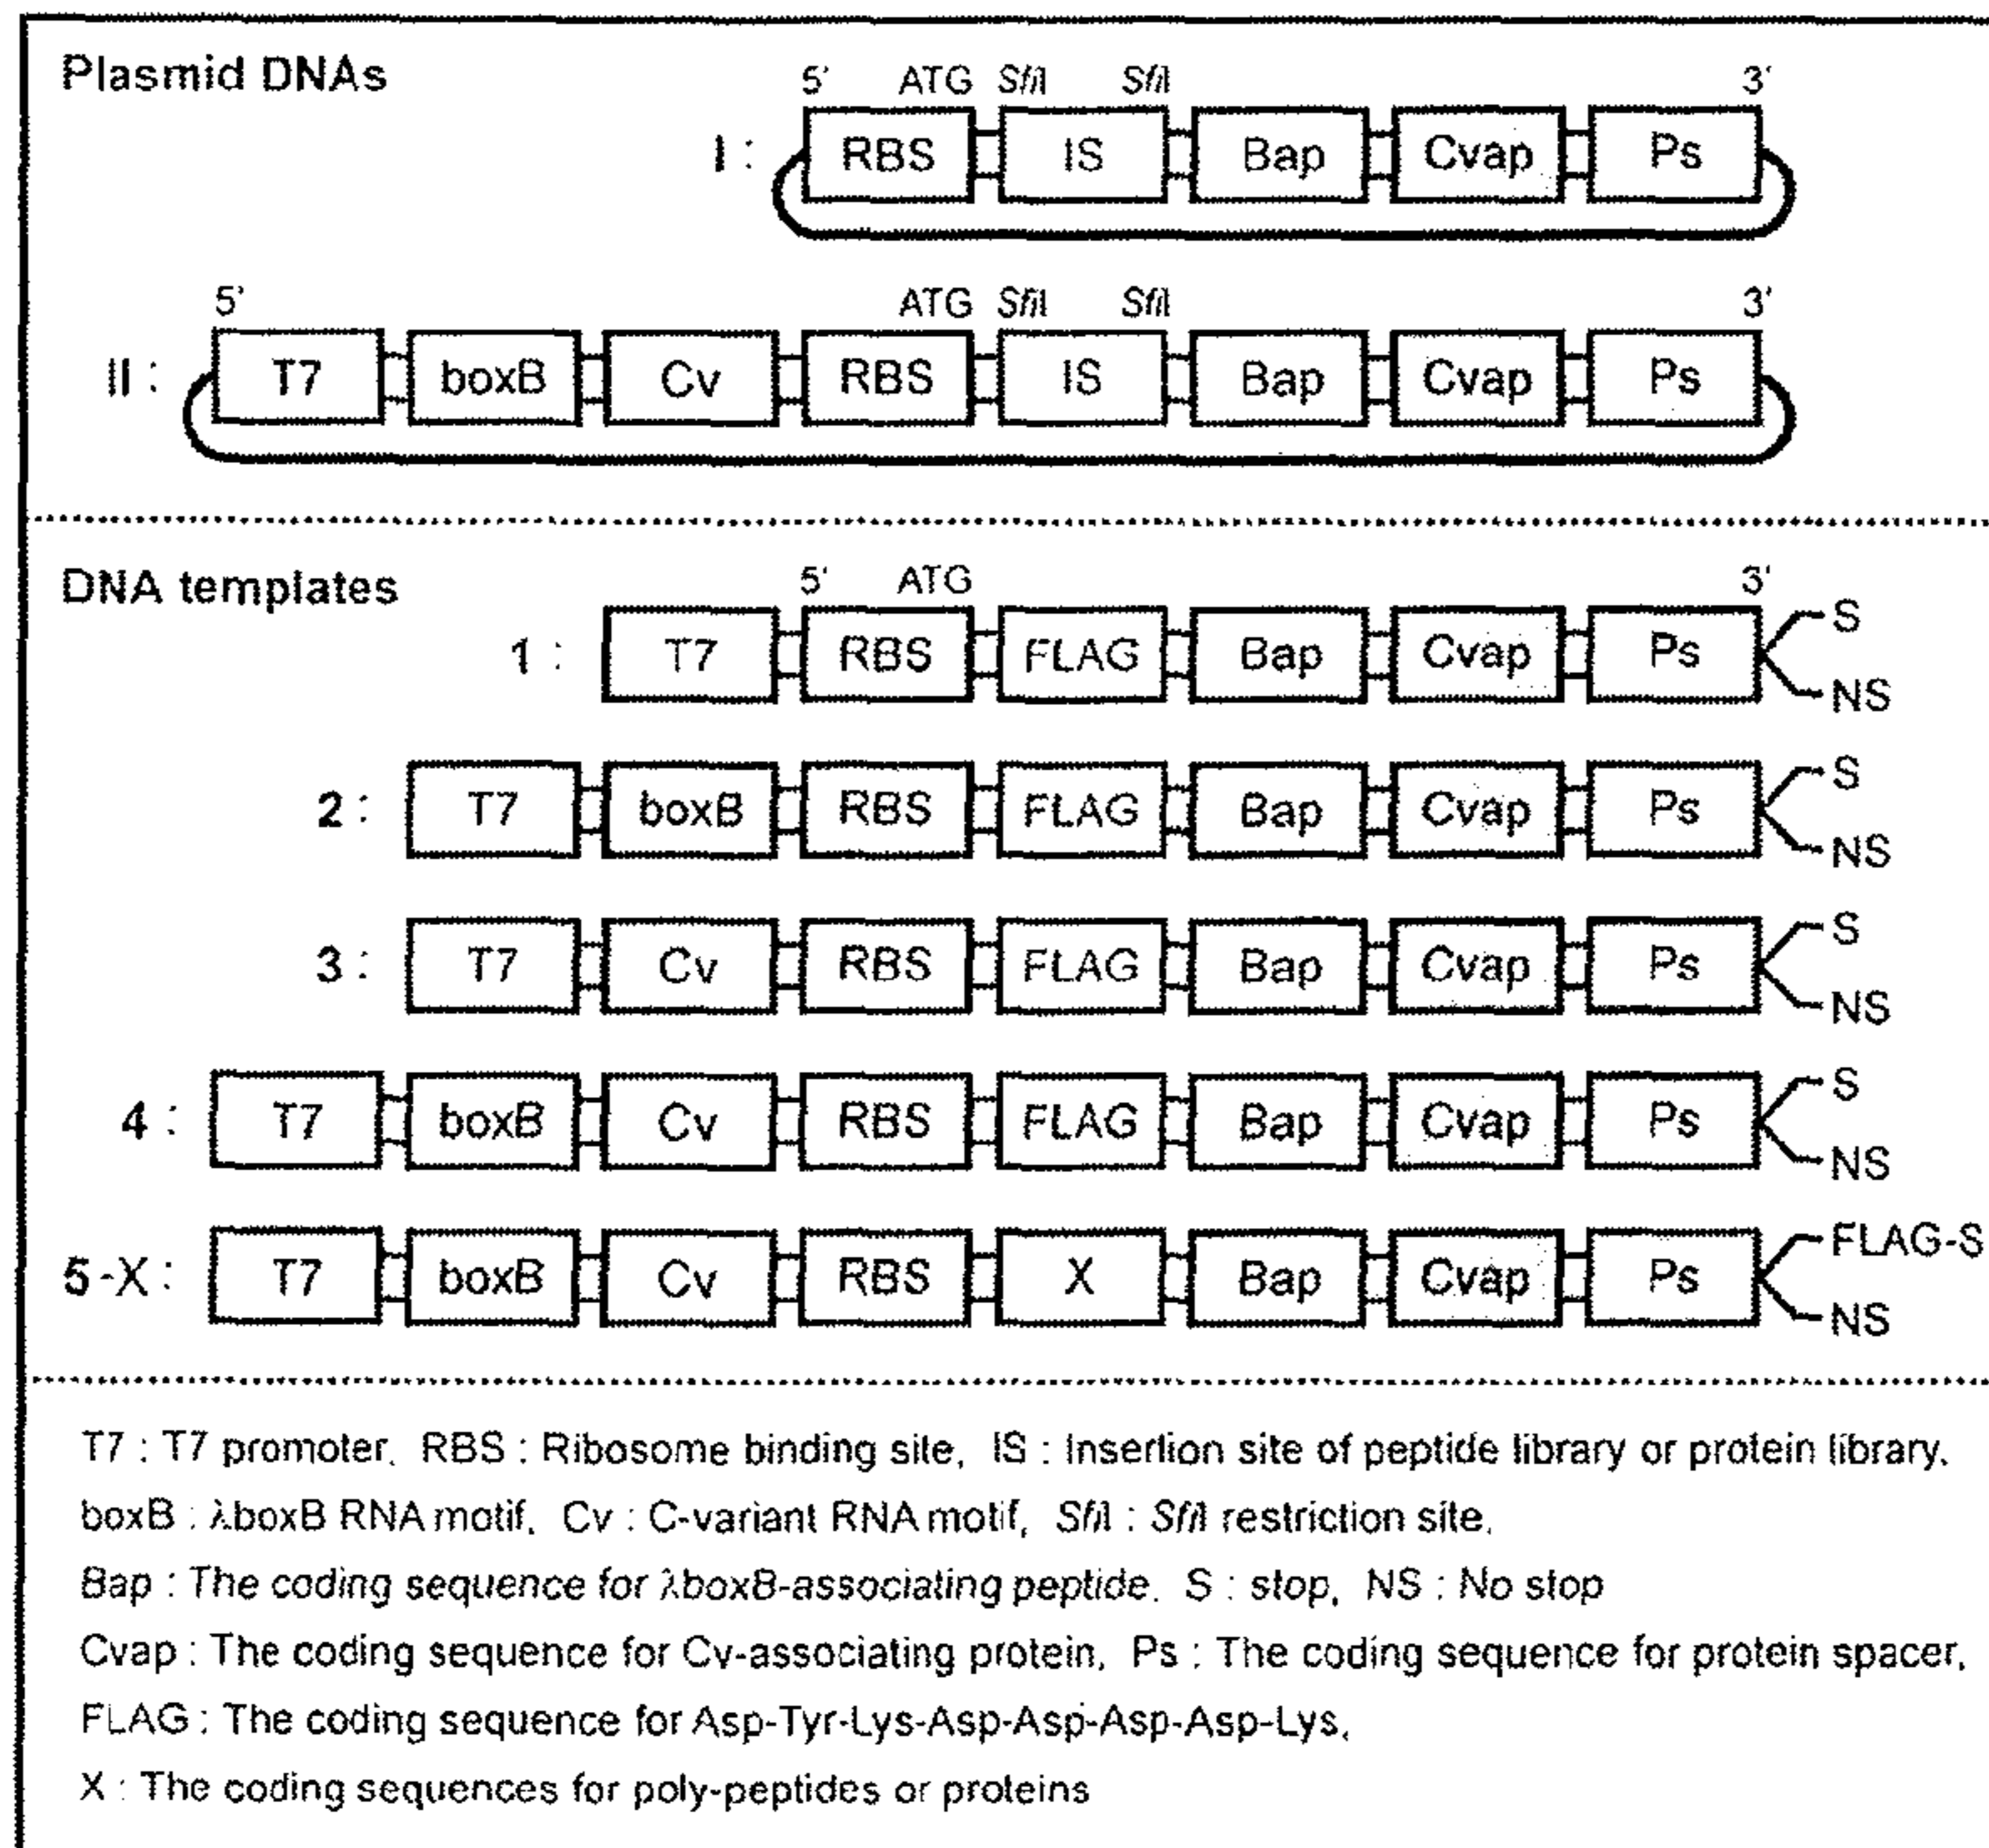 Plasmid DNAs
5' ATG SfiI SfiI 3'
I : RBS IS Bap Cvap Ps
5' ATG SfiI SfiI 3'
II : T7 boxB Cv RBS IS Bap Cvap Ps
DNA templates
5' ATG 3'
1 : T7 RBS FLAG Bap Cvap Ps S NS
2 : T7 boxB RBS FLAG Bap Cvap Ps S NS
3 : T7 Cv RBS FLAG Bap Cvap Ps S NS
4 : T7 boxB Cv RBS FLAG Bap Cvap Ps S NS
5-X : T7 boxB Cv RBS X Bap Cvap Ps FLAG-S NS
T7 : T7 promoter, RBS : Ribosome binding site, IS : Insertion site of peptide library or protein library.
boxB : λboxB RNA motif, Cv : C-variant RNA motif, SfiI : SfiI restriction site,
Bap : The coding sequence for λboxB-associating peptide. S : stop, NS : No stop
Cvap : The coding sequence for Cv-associating protein, Ps : The coding sequence for protein spacer,
FLAG : The coding sequence for Asp-Tyr-Lys-Asp-Asp-Asp-Asp-Lys,
X : The coding sequences for poly-peptides or proteins